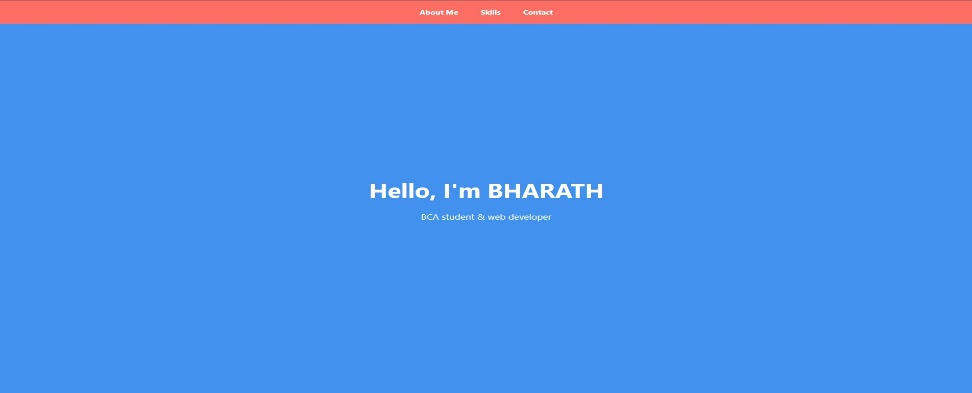 About Me Skills Contact
Hello, I'm BHARATH
BCA student & web developer